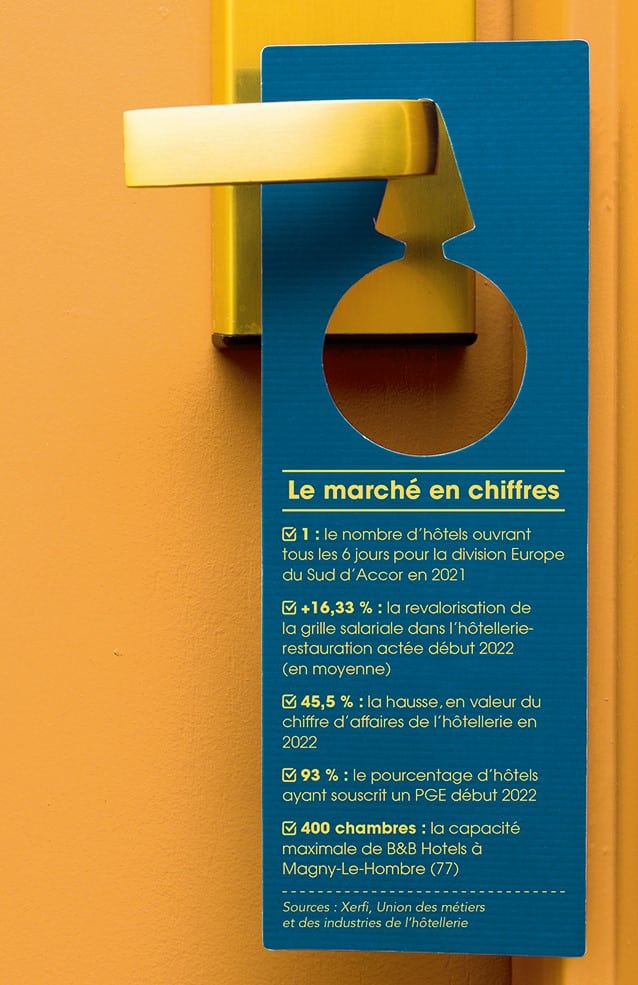 Le marché en chiffres
1 : le nombre d'hôtels ouvrant
tous les 6 jours pour la division Europe
du Sud d'Accor en 2021
+16,33 % : la revalorisation de
la grille salariale dans l'hôtellerie-
restauration actée début 2022
(en moyenne)
45,5 % : la hausse, en valeur du
chiffre d'affaires de l'hôtellerie en
2022
93 % : le pourcentage d'hôtels
ayant souscrit un PGE début 2022
400 chambres : la capacité
maximale de B&B Hotels à
Magny-Le-Hombre (77)
Sources : Xerfi, Union des métiers
et des industries de l'hôtellerie